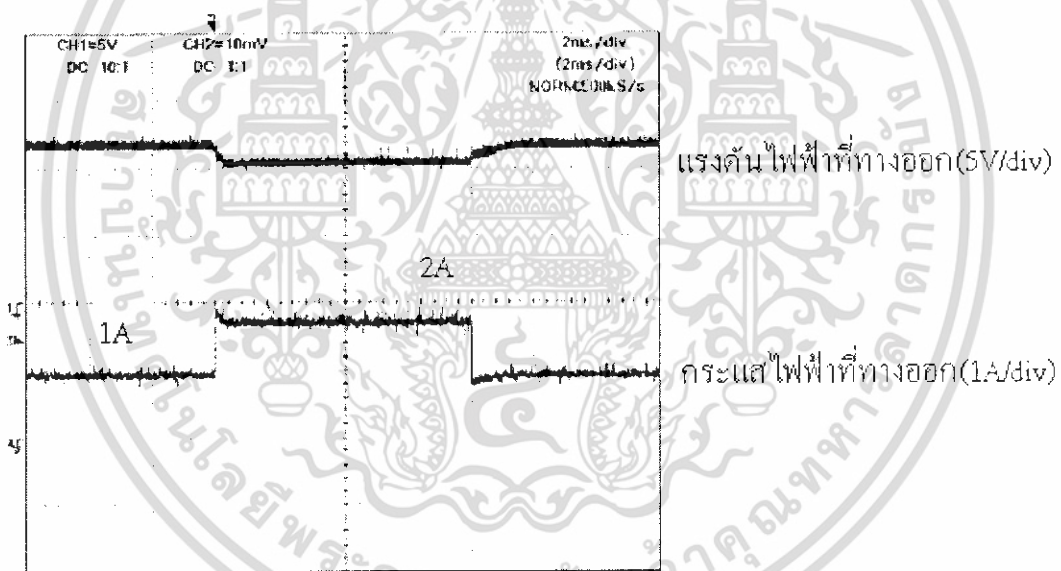 CH1=5V CH2=10mV 2ms/div
DC 10:1 DC 1:1 (2ms/div)
แรงดันไฟฟ้าที่ทางออก(5V/div)
2A
1A
กระแสไฟฟ้าที่ทางออก(1A/div)